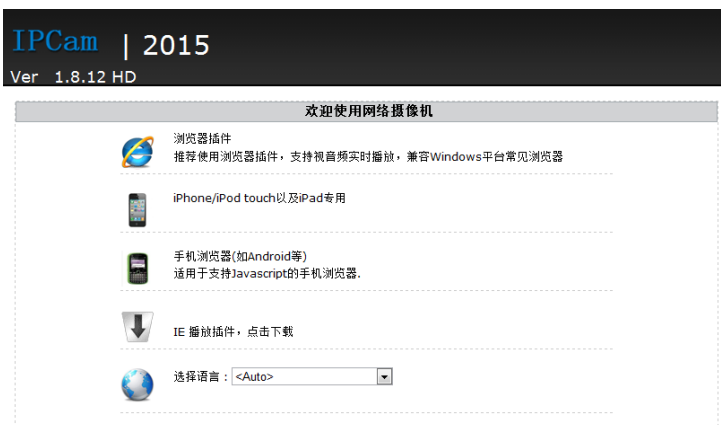 IPCam | 2015
Ver 1.8.12 HD
欢迎使用网络摄像机
浏览器插件
推荐使用浏览器插件，支持视音频实时播放，兼容Windows平台常见浏览器
iPhone/iPod touch以及iPad专用
手机浏览器(如Android等)
适用于支持Javascript的手机浏览器.
IE 播放插件，点击下载
选择语言：<Auto>